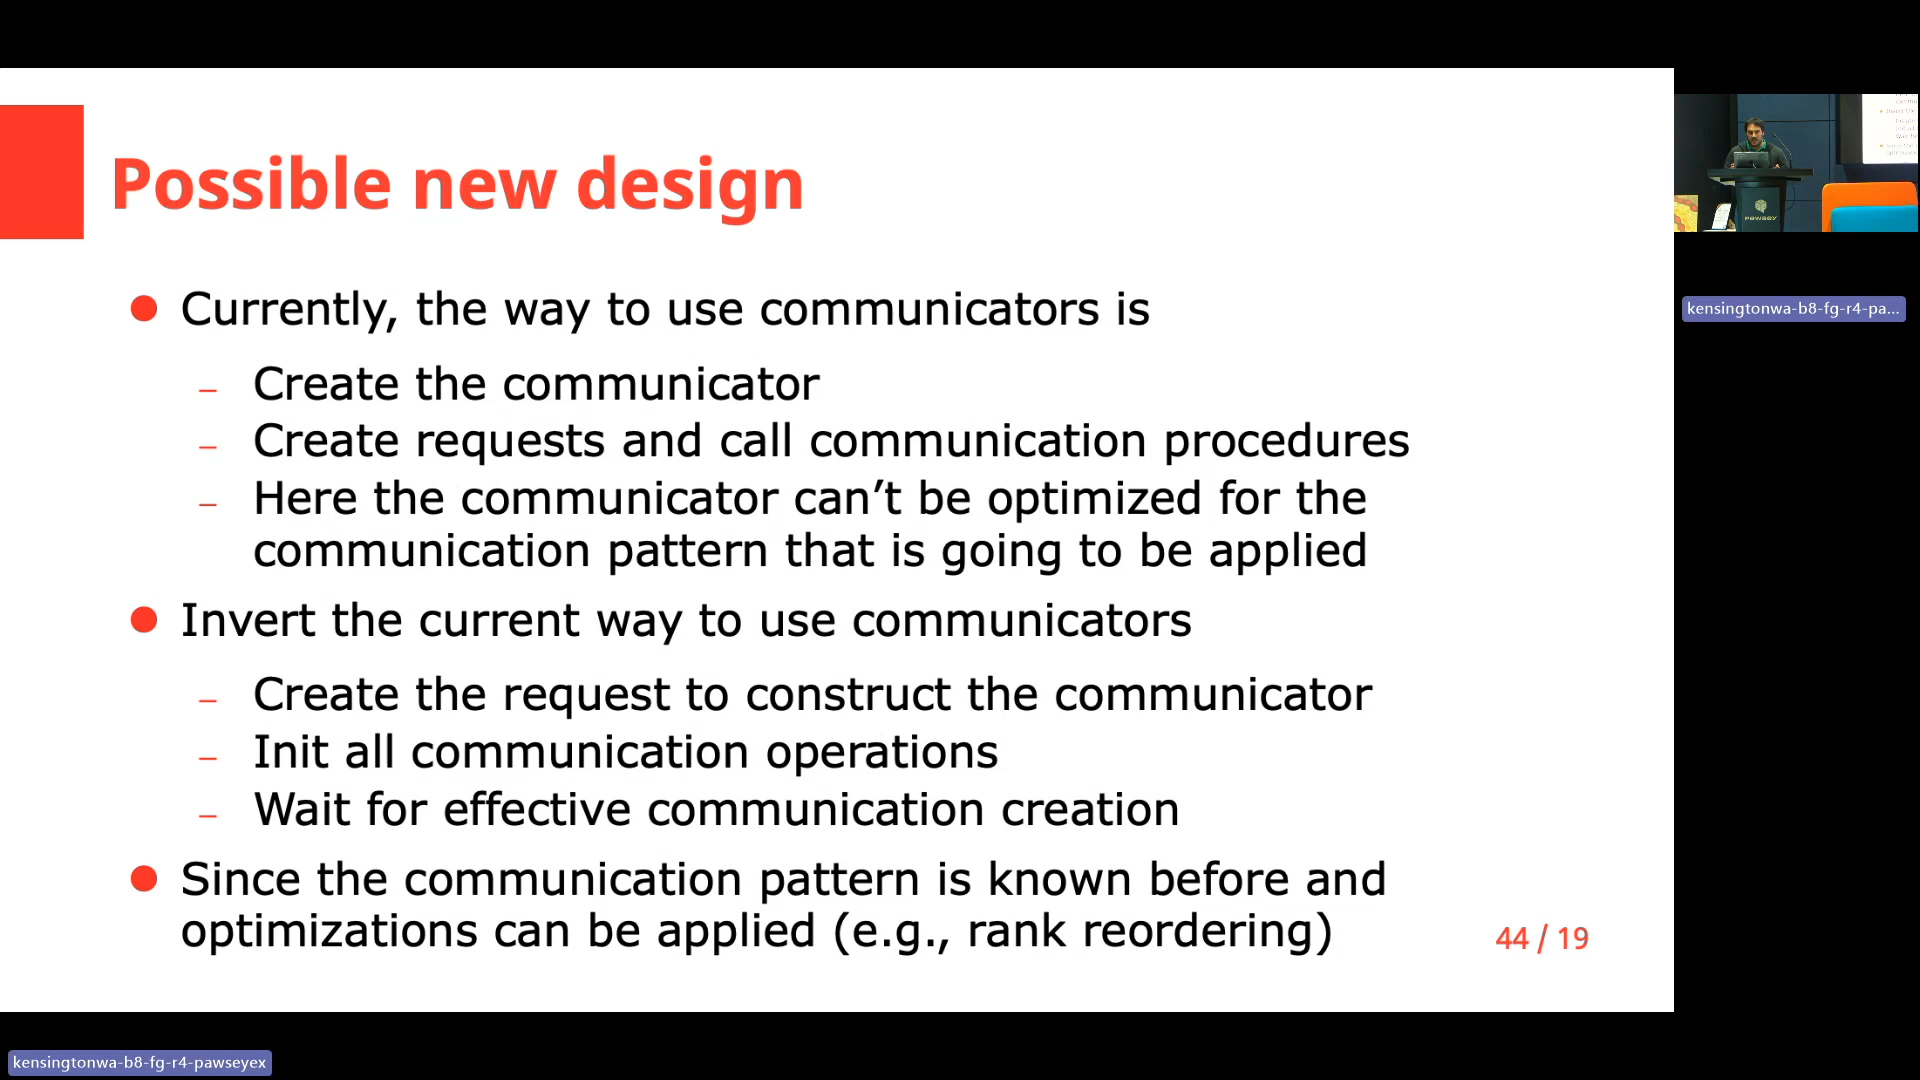 Possible new design
Currently, the way to use communicators is
– Create the communicator
– Create requests and call communication procedures
– Here the communicator can’t be optimized for the
communication pattern that is going to be applied
Invert the current way to use communicators
– Create the request to construct the communicator
– Init all communication operations
– Wait for effective communication creation
Since the communication pattern is known before and
optimizations can be applied (e.g., rank reordering)
44 / 19
PAWSEY
kensingtonwa-b8-fg-r4-pa...
kensingtonwa-b8-fg-r4-pawseyex